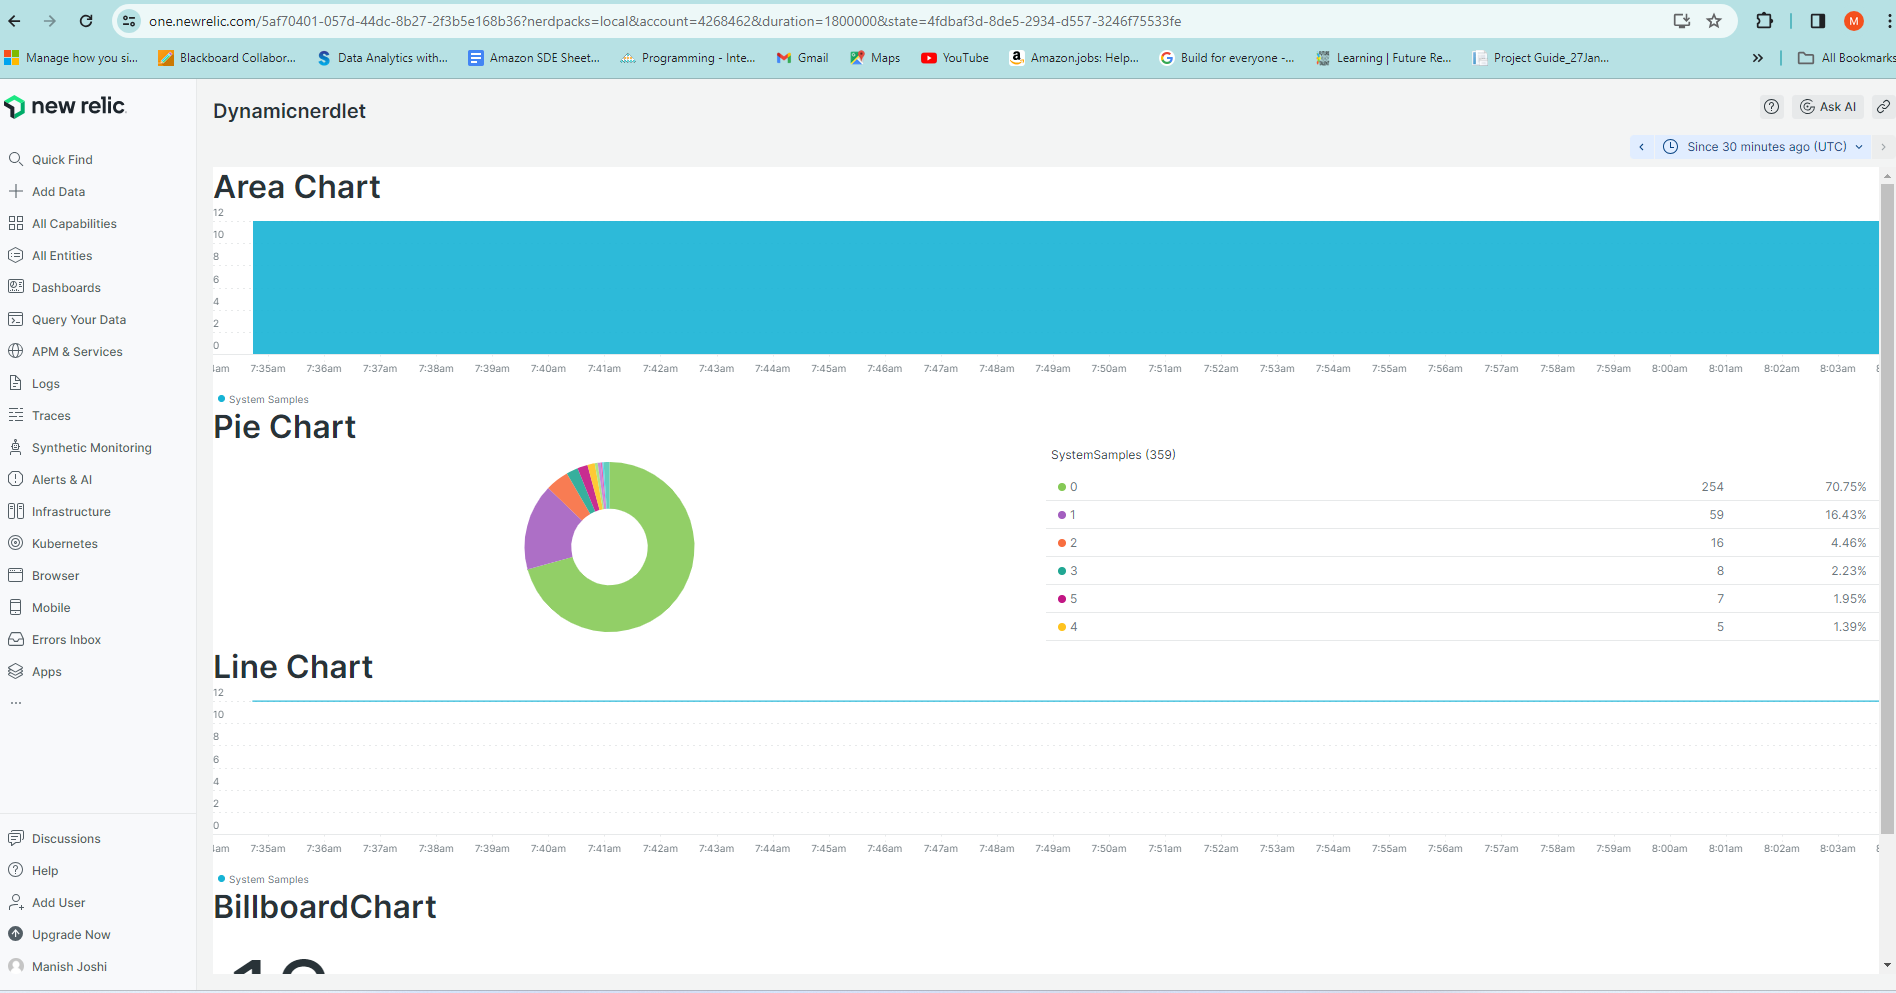 one.newrelic.com/5af70401-057d-44dc-8b27-2f3b5e168b36?nerdpacks=local&account=4268462&duration=1800000&state=4fdbaf3d-8de5-2934-d557-3246f75533fe
M
Manage how you si...
Blackboard Collabor...
Data Analytics with...
Amazon SDE Sheet...
Programming - Inte...
Gmail
Maps
YouTube
Amazon.jobs: Help...
Build for everyone -...
Learning | Future Re...
Project Guide_27Jan...
All Bookmarks
new relic
Quick Find
Add Data
All Capabilities
All Entities
Dashboards
Query Your Data
APM & Services
Logs
Traces
Synthetic Monitoring
Alerts & AI
Infrastructure
Kubernetes
Browser
Mobile
Errors Inbox
Apps
...
Discussions
Help
Add User
Upgrade Now
Manish Joshi
Dynamicnerdlet
Ask AI
Since 30 minutes ago (UTC)
Area Chart
12
10
8
6
4
2
0
4am 7:35am 7:36am 7:37am 7:38am 7:39am 7:40am 7:41am 7:42am 7:43am 7:44am 7:45am 7:46am 7:47am 7:48am 7:49am 7:50am 7:51am 7:52am 7:53am 7:54am 7:55am 7:56am 7:57am 7:58am 7:59am 8:00am 8:01am 8:02am 8:03am
System Samples
Pie Chart
SystemSamples (359)
0 254 70.75%
1 59 16.43%
2 16 4.46%
3 8 2.23%
5 7 1.95%
4 5 1.39%
Line Chart
12
10
8
6
4
2
0
4am 7:35am 7:36am 7:37am 7:38am 7:39am 7:40am 7:41am 7:42am 7:43am 7:44am 7:45am 7:46am 7:47am 7:48am 7:49am 7:50am 7:51am 7:52am 7:53am 7:54am 7:55am 7:56am 7:57am 7:58am 7:59am 8:00am 8:01am 8:02am 8:03am
System Samples
BillboardChart